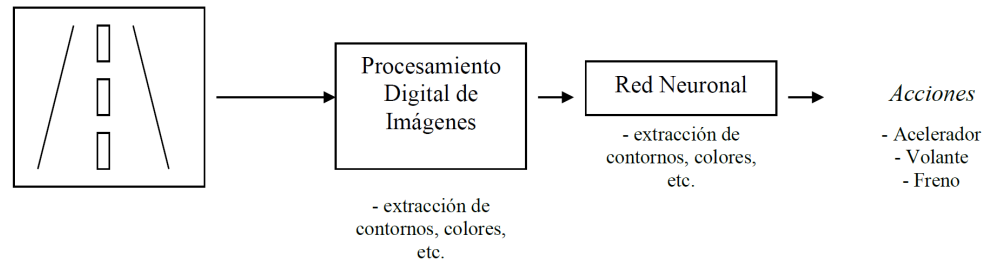 Procesamiento
Digital de
Imágenes
- extracción de
contornos, colores,
etc.
Red Neuronal
- extracción de
contornos, colores,
etc.
Acciones
- Acelerador
- Volante
- Freno